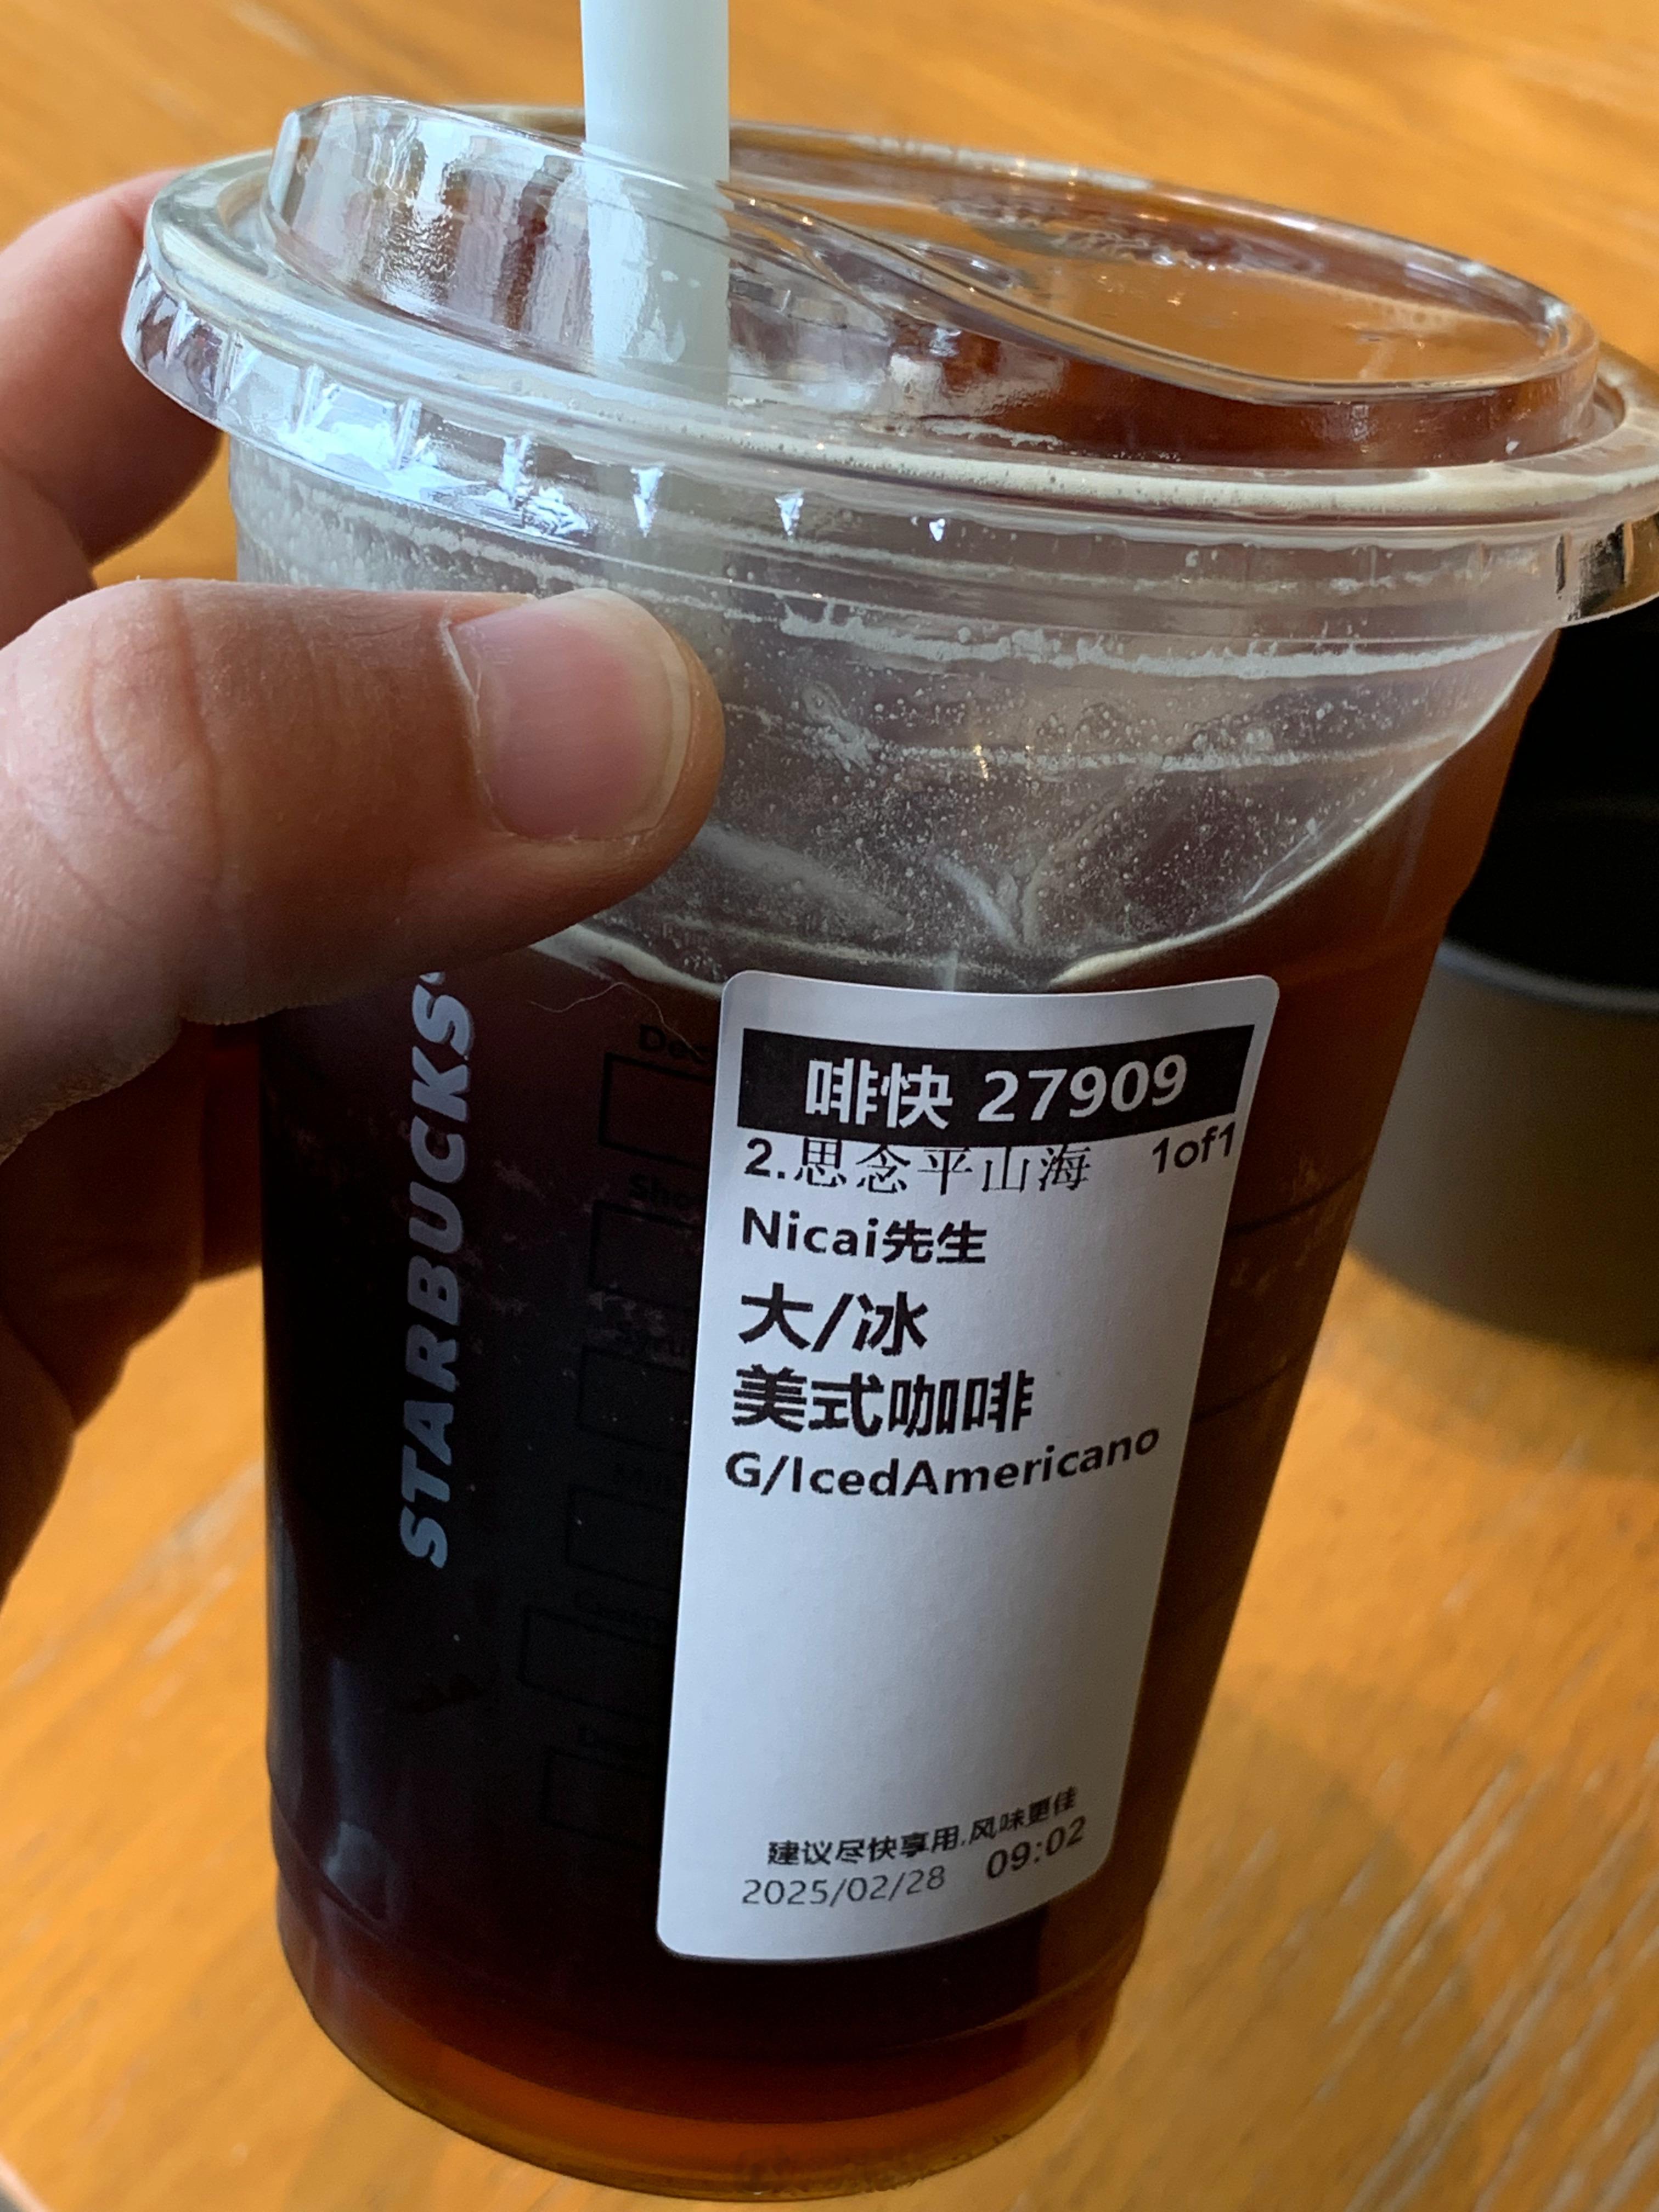 STARBUCKS
啡快 27909
2.思念平山海 1of1
Nicai先生
大/冰
美式咖啡
G/IcedAmericano
建议尽快享用,风味更佳
2025/02/28 09:02